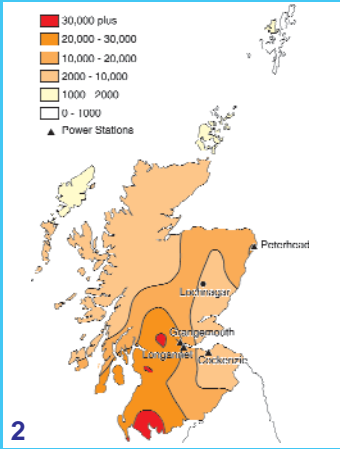 30,000 plus
20,000 - 30,000
10,000 - 20,000
2000 - 10,000
1000 2000
0 - 1000
Power Stations
Peterhead
Lochnagar
Grangemouth
Longannet
Cockenzie
2